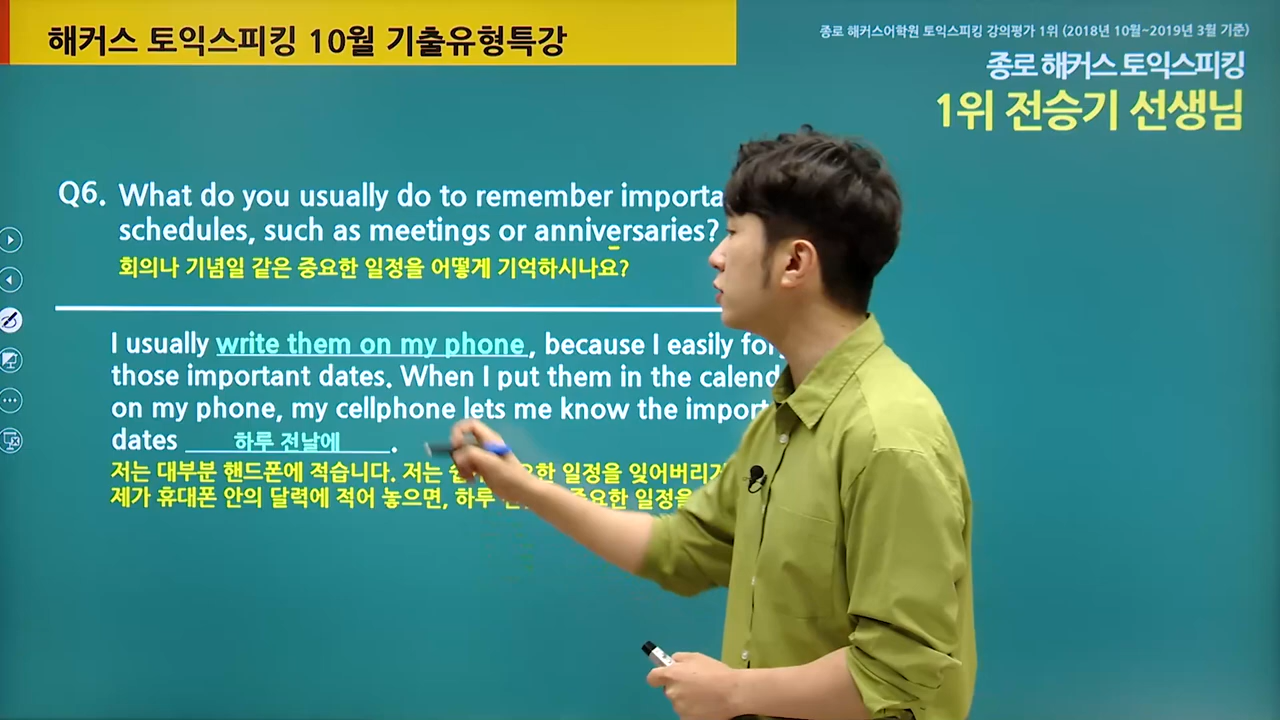 해커스 토익스피킹 10월 기출유형특강
종로 해커스어학원 토익스피킹 강의평가 1위 (2018년 10월~2019년 3월 기준)
종로 해커스 토익스피킹
1위 전승기 선생님
Q6. What do you usually do to remember importa
schedules, such as meetings or anniversaries?
회의나 기념일 같은 중요한 일정을 어떻게 기억하시나요?
I usually write them on my phone, because I easily for
those important dates. When I put them in the calend
on my phone, my cellphone lets me know the import
dates 하루 전날에.
저는 대부분 핸드폰에 적습니다. 저는 일정을 잊어버리기
제가 휴대폰 안의 달력에 적어 놓으면, 하루 중요한 일정을